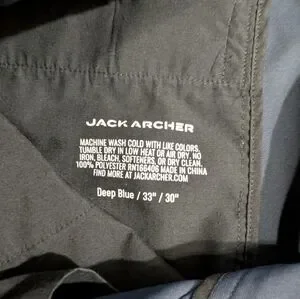 JACK ARCHER
MACHINE WASH COLD WITH LIKE COLORS,
TUMBLE DRY IN LOW HEAT OR AIR DRY. NO
IRON, BLEACH, SOFTENERS, OR DRY CLEAN.
100% POLYESTER RN166406 MADE IN CHINA
FIND MORE AT JACKARCHER.COM
Deep Blue / 33" / 30"